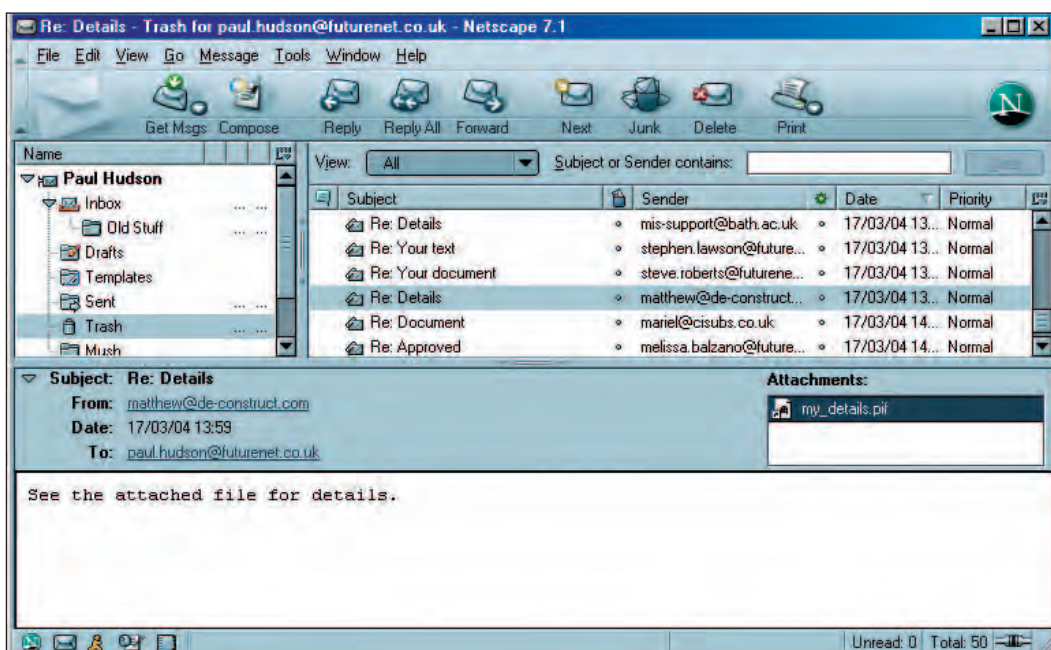 Re: Details - Trash for paul.hudson@futurenet.co.uk - Netscape 7.1
File Edit View Go Message Tools Window Help
Get Msgs Compose Reply Reply All Forward Next Junk Delete Print
N
Name
View: All Subject or Sender contains:
Paul Hudson
Inbox ... ...
Old Stuff ... ...
Drafts
Templates
Sent ... ...
Trash ... ...
Mush
Subject Sender Date Priority
Re: Details mis-support@bath.ac.uk 17/03/04 13... Normal
Re: Your text stephen.lawson@future... 17/03/04 13... Normal
Re: Your document steve.roberts@futurene... 17/03/04 13... Normal
Re: Details matthew@de-construct... 17/03/04 13... Normal
Re: Document mariel@cisubs.co.uk 17/03/04 14... Normal
Re: Approved melissa.balzano@future... 17/03/04 14... Normal
Subject: Re: Details
From: matthew@de-construct.com
Date: 17/03/04 13:59
To: paul.hudson@futurenet.co.uk
Attachments:
my_details.pif
See the attached file for details.
Unread: 0 Total: 50